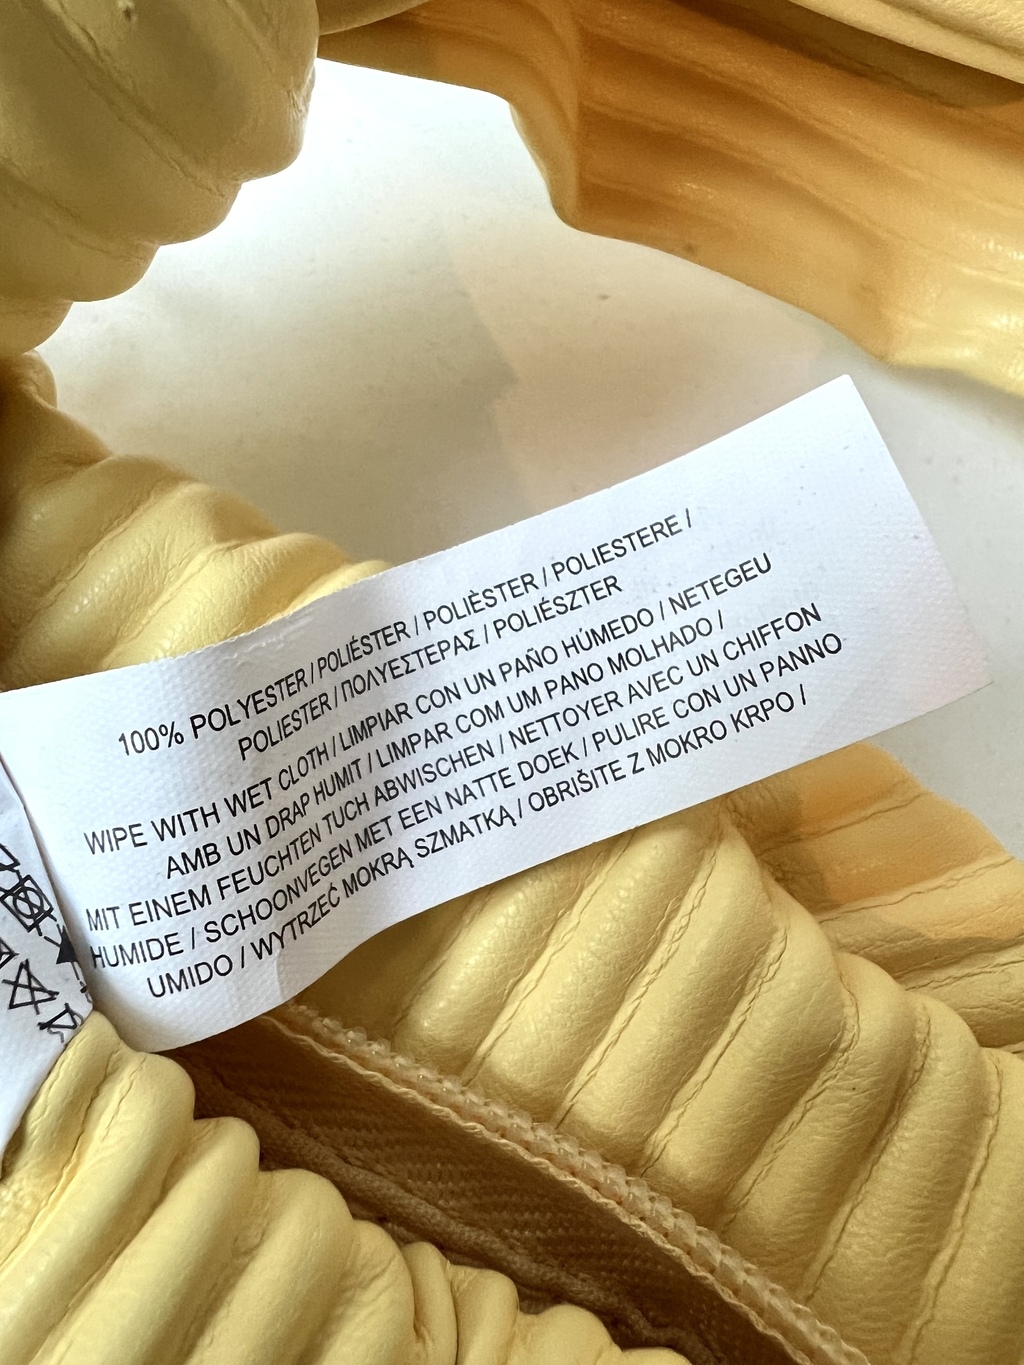 100% POLYESTER / POLIÉSTER / POLIÈSTER / POLIESTERE /
POLIESTER / ΠΟΛΥΕΣΤΕΡΑΣ / POLIÉSZTER
WIPE WITH WET CLOTH / LIMPIAR CON UN PAÑO HÚMEDO / NETEGEU
AMB UN DRAP HUMIT / LIMPAR COM UM PANO MOLHADO /
MIT EINEM FEUCHTEN TUCH ABWISCHEN / NETTOYER AVEC UN CHIFFON
HUMIDE / SCHOONVEGEN MET EEN NATTE DOEK / PULIRE CON UN PANNO
UMIDO / WYTRZEĆ MOKRĄ SZMATKĄ / OBRIŠITE Z MOKRO KRPO /